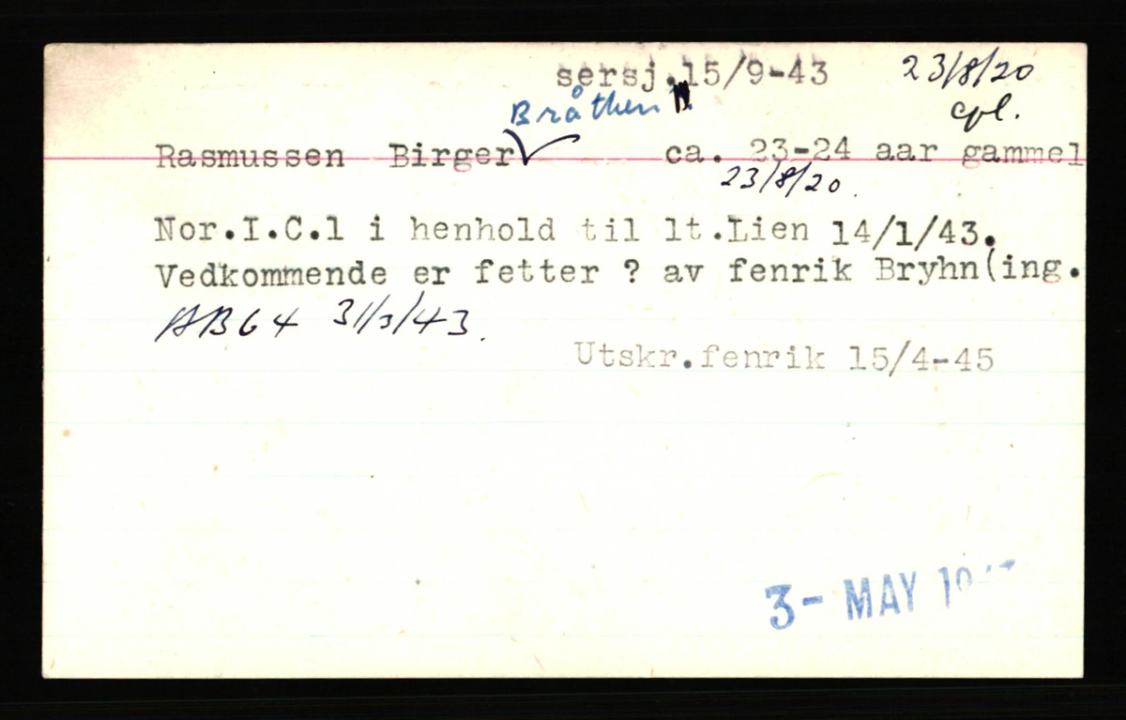 sersj.15/9-43 23/8/20
Bråthen cpl.
Rasmussen Birger ca. 23-24 aar gammel
23/8/20.
Nor.I.C.1 i henhold til lt.Lien 14/1/43.
Vedkommende er fetter ? av fenrik Bryhn(ing.
AB64 31/3/43.
Utskr.fenrik 15/4-45
3- MAY